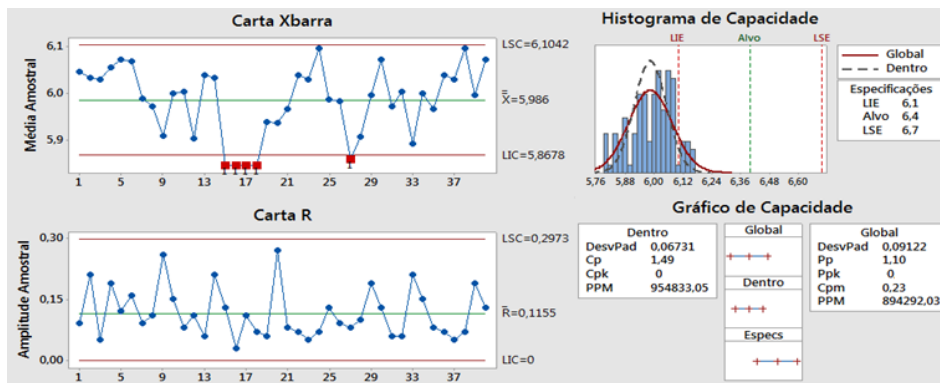 Carta Xbarra
Média Amostral
6,1
6,0
5,9
1 5 9 13 17 21 25 29 33 37
LSC=6,1042
X=5,986
LIC=5,8678
Carta R
Amplitude Amostral
0,30
0,15
0,00
1 5 9 13 17 21 25 29 33 37
LSC=0,2973
R=0,1155
LIC=0
Histograma de Capacidade
LIE Alvo LSE
5,76 5,88 6,00 6,12 6,24 6,36 6,48 6,60
Global
Dentro
Especificações
LIE 6,1
Alvo 6,4
LSE 6,7
Gráfico de Capacidade
Dentro
DesvPad 0,06731
Cp 1,49
Cpk 0
PPM 954833,05
Global
Dentro
Especs
Global
DesvPad 0,09122
Pp 1,10
Ppk 0
Cpm 0,23
PPM 894292,03